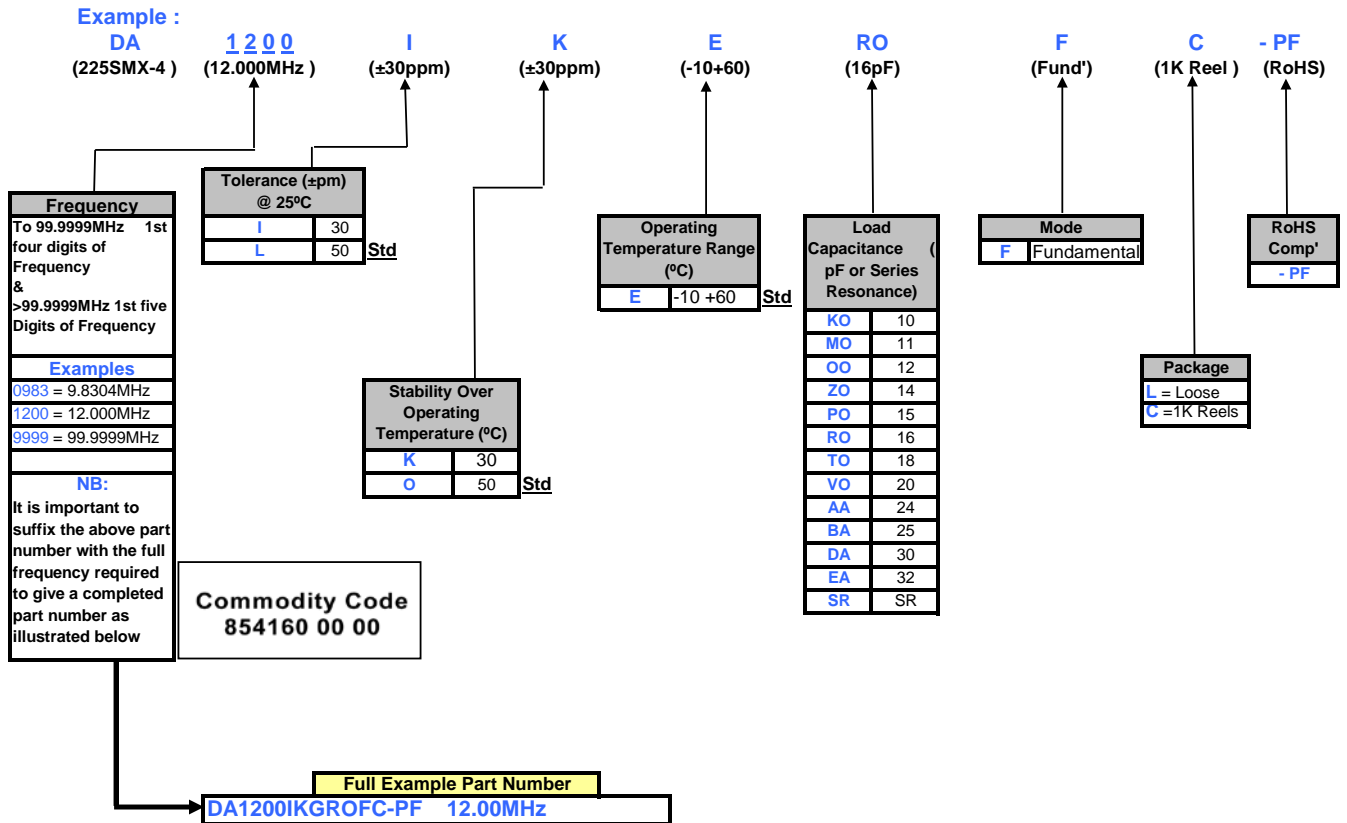 Example :
DA 1 2 0 0 I K E RO F C - PF
(225SMX-4 ) (12.000MHz ) (±30ppm) (±30ppm) (-10+60) (16pF) (Fund') (1K Reel ) (RoHS)
Frequency
To 99.9999MHz 1st
four digits of
Frequency
&
>99.9999MHz 1st five
Digits of Frequency
Examples
0983 = 9.8304MHz
1200 = 12.000MHz
9999 = 99.9999MHz
NB:
It is important to
suffix the above part
number with the full
frequency required
to give a completed
part number as
illustrated below
Tolerance (±pm)
@ 25ºC
I 30
L 50 Std
Stability Over
Operating
Temperature (ºC)
K 30
O 50 Std
Operating
Temperature Range
(ºC)
E -10 +60 Std
Load
Capacitance (
pF or Series
Resonance)
KO 10
MO 11
OO 12
ZO 14
PO 15
RO 16
TO 18
VO 20
AA 24
BA 25
DA 30
EA 32
SR SR
Mode
F Fundamental
Package
L = Loose
C =1K Reels
RoHS
Comp'
- PF
Commodity Code
854160 00 00
Full Example Part Number
DA1200IKGROFC-PF 12.00MHz